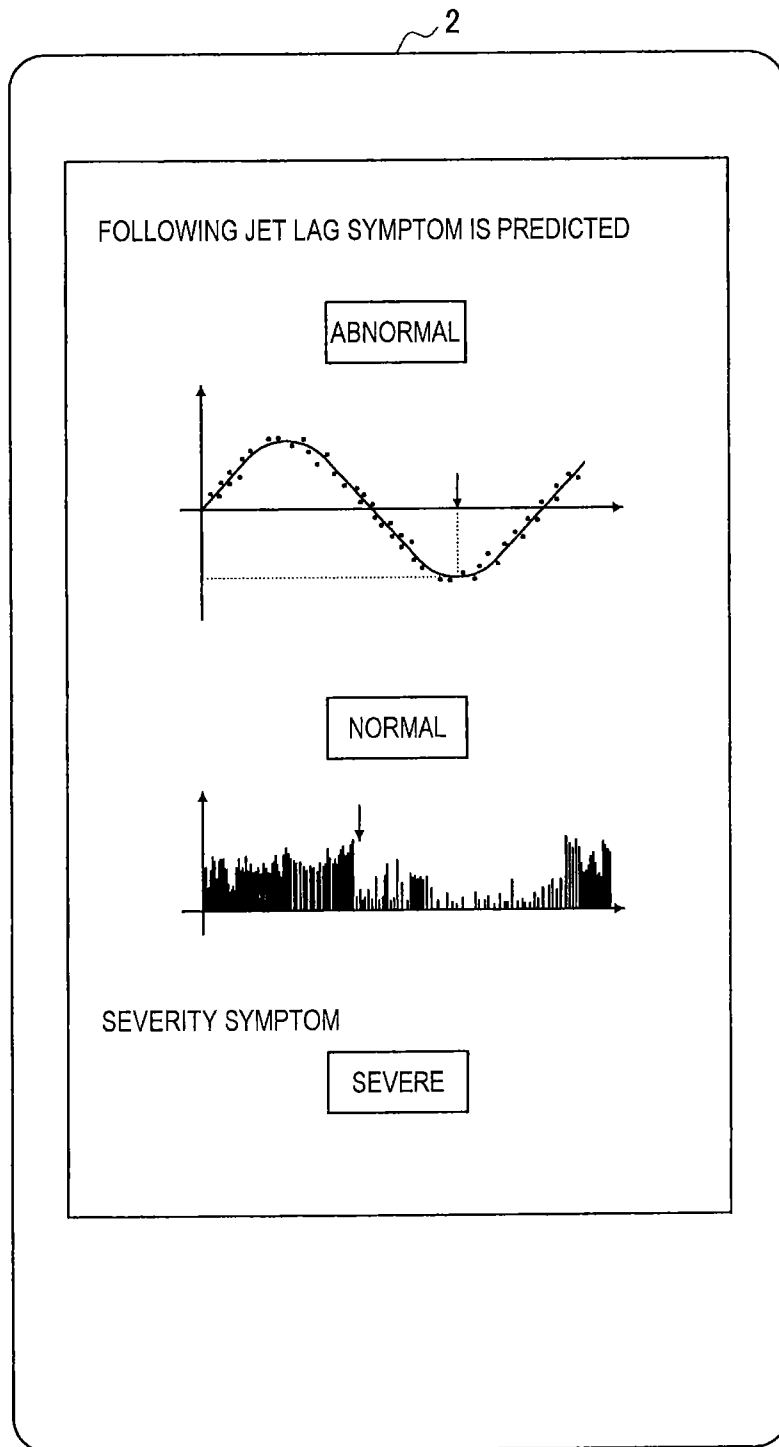 2
FOLLOWING JET LAG SYMPTOM IS PREDICTED
ABNORMAL
NORMAL
SEVERITY SYMPTOM
SEVERE